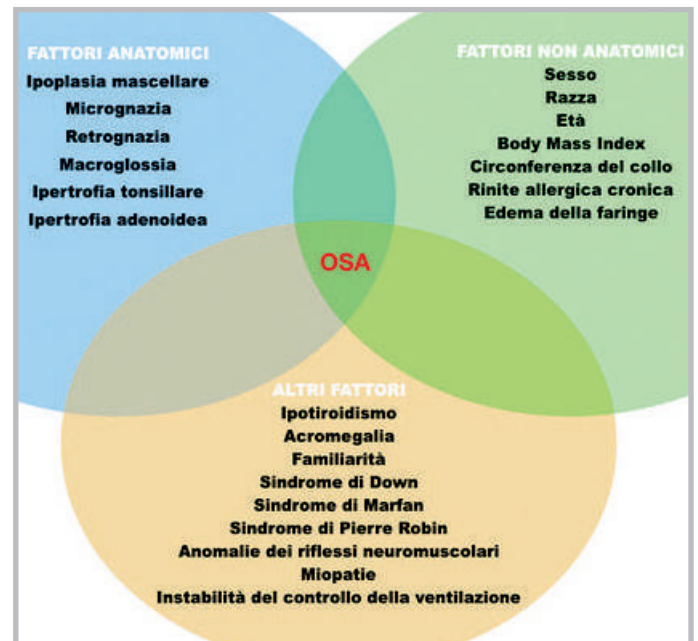 FATTORI ANATOMICI
Ipoplasia mascellare
Micrognazia
Retrognazia
Macroglossia
Ipertrofia tonsillare
Ipertrofia adenoidea
FATTORI NON ANATOMICI
Sesso
Razza
Età
Body Mass Index
Circonferenza del collo
Rinite allergica cronica
Edema della faringe
OSA
ALTRI FATTORI
Ipotiroidismo
Acromegalia
Familiarità
Sindrome di Down
Sindrome di Marfan
Sindrome di Pierre Robin
Anomalie dei riflessi neuromuscolari
Miopatie
Instabilità del controllo della ventilazione